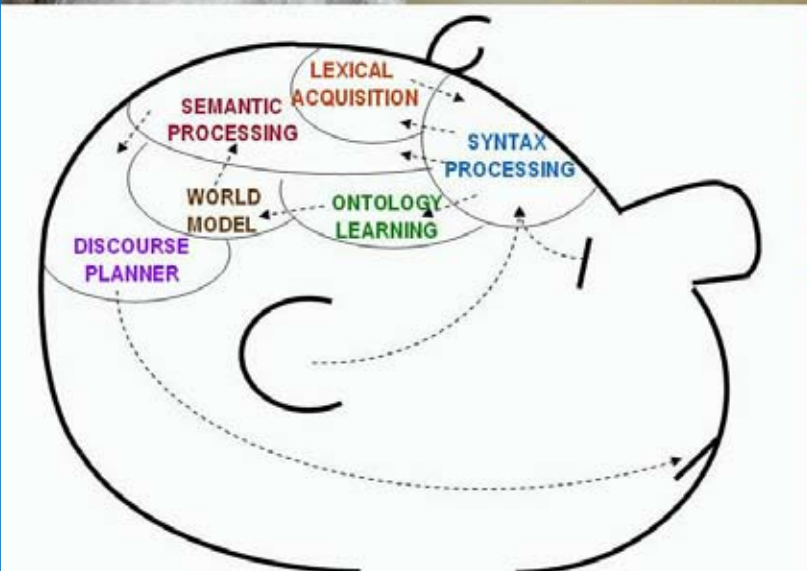 LEXICAL
ACQUISITION
SEMANTIC
PROCESSING
SYNTAX
PROCESSING
WORLD
MODEL
ONTOLOGY
LEARNING
DISCOURSE
PLANNER